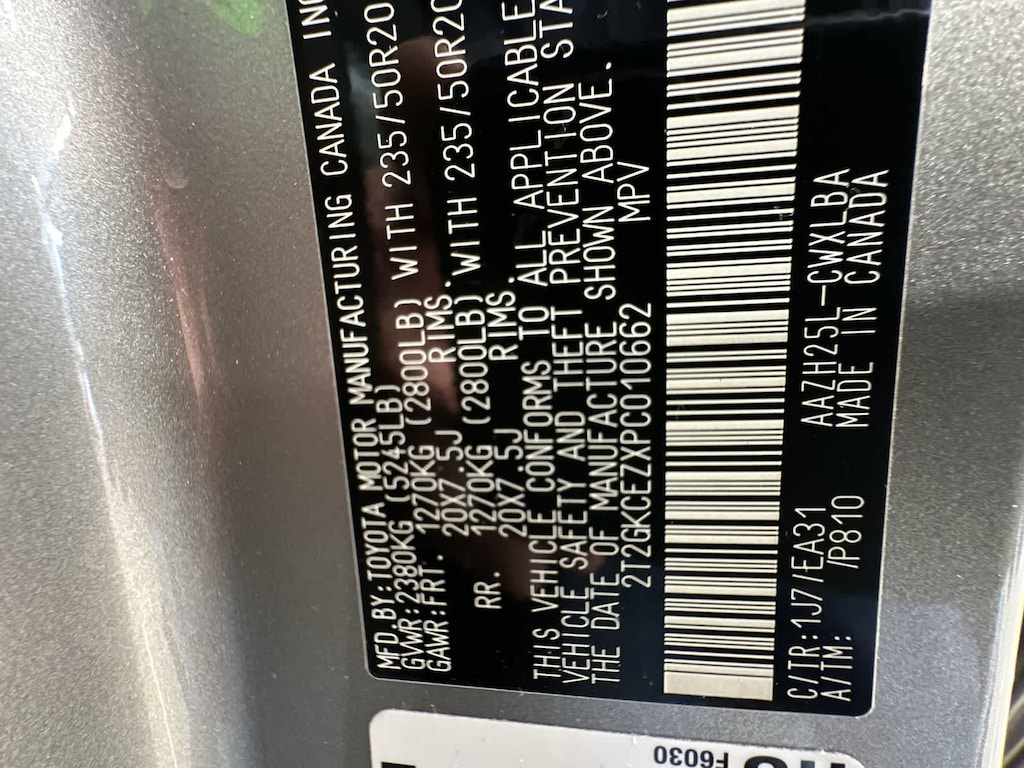 MFD.BY:TOYOTA MOTOR MANUFACTURING CANADA INC
GVWR:2380KG (5245LB)
GAWR:FRT. 1270KG (2800LB) WITH 235/50R20
20X7.5J RIMS.
RR. 1270KG (2800LB) WITH 235/50R20
20X7.5J RIMS.
THIS VEHICLE CONFORMS TO ALL APPLICABLE
VEHICLE SAFETY AND THEFT PREVENTION STA
THE DATE OF MANUFACTURE SHOWN ABOVE.
2T2GKCEZXPC010662 MPV
C/TR:1J7/EA31 AAZH25L-CWXLBA
A/TM: /P810 MADE IN CANADA
F6030